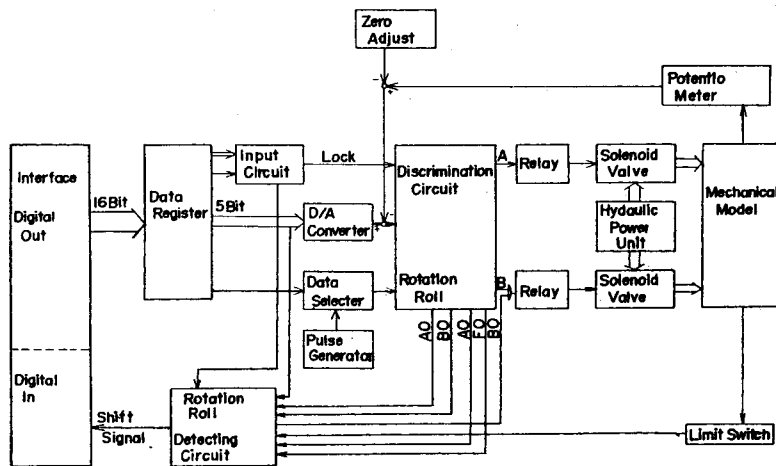 Zero
Adjust
Potentio
Meter
Interface
Digital
Out
16Bit
Data
Register
Input
Circuit
Lock
5Bit
D/A
Converter
Data
Selecter
Pulse
Generator
Discrimination
Circuit
Rotation
Roll
A
B
Relay
Relay
Solenoid
Valve
Hydaulic
Power
Unit
Solenoid
Valve
Mechanical
Model
AO
BO
AO
FO
BO
Digital
In
Shift
Signal
Rotation
Roll
Detecting
Circuit
Limit Switch